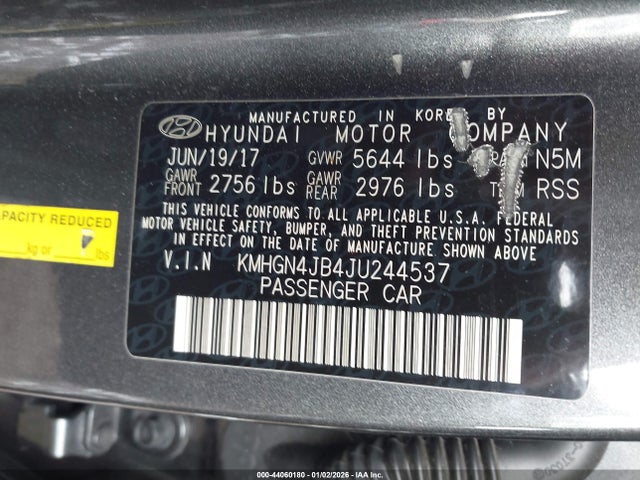 MANUFACTURED IN KOREA BY
HYUNDAI MOTOR COMPANY
JUN/19/17 GVWR 5644 lbs PAINT N5M
GAWR FRONT 2756 lbs GAWR REAR 2976 lbs TRIM RSS
THIS VEHICLE CONFORMS TO ALL APPLICABLE U.S.A. FEDERAL
MOTOR VEHICLE SAFETY, BUMPER, AND THEFT PREVENTION STANDARDS
IN EFFECT ON THE DATE OF MANUFACTURE SHOWN ABOVE
V.I.N KMHGN4JB4JU244537
PASSENGER CAR
CAPACITY REDUCED
kg or lbs
000-44060180 - 01/02/2026 - IAA Inc.